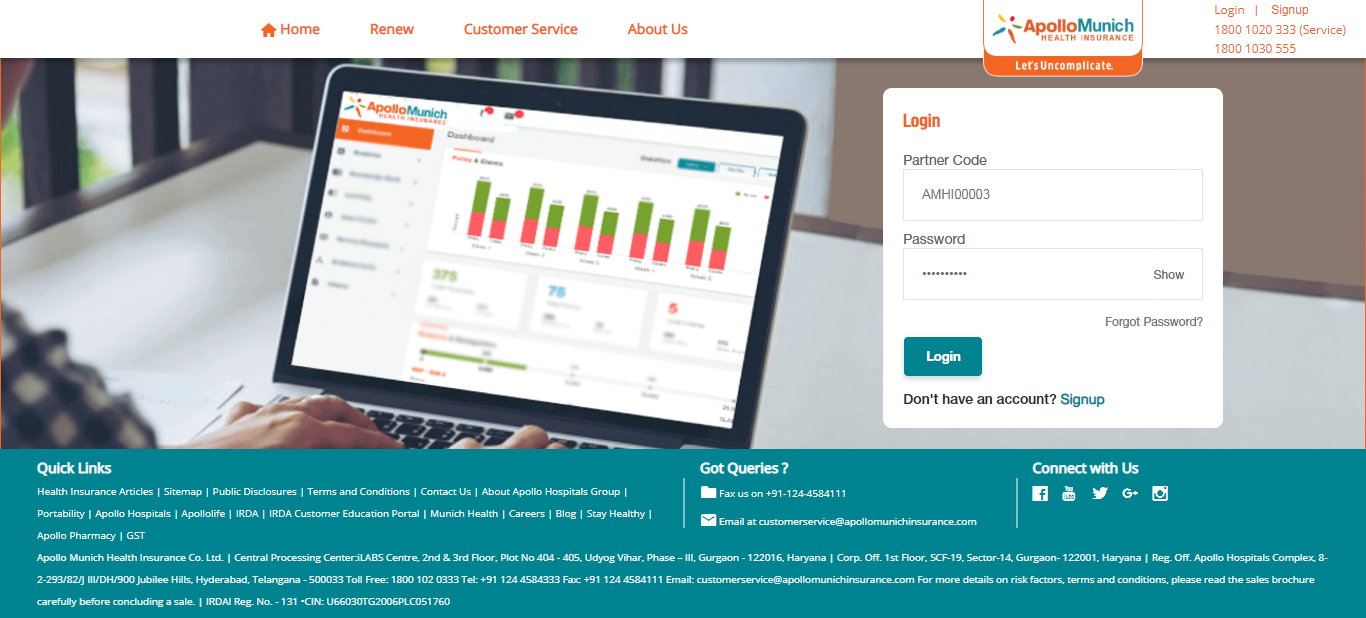 Home
Renew
Customer Service
About Us
ApolloMunich
HEALTH INSURANCE
Let's Uncomplicate.
Login | Signup
1800 1020 333 (Service)
1800 1030 555
ApolloMunich
HEALTH INSURANCE
Dashboard
Dashboard
Policy & Claims
375
75
5
Login
Partner Code
AMHI00003
Password
••••••••••
Show
Forgot Password?
Login
Don't have an account? Signup
Quick Links
Health Insurance Articles | Sitemap | Public Disclosures | Terms and Conditions | Contact Us | About Apollo Hospitals Group |
Portability | Apollo Hospitals | Apollolife | IRDA | IRDA Customer Education Portal | Munich Health | Careers | Blog | Stay Healthy |
Apollo Pharmacy | GST
Got Queries ?
Fax us on +91-124-4584111
Email at customerservice@apollomunichinsurance.com
Connect with Us
Apollo Munich Health Insurance Co. Ltd. | Central Processing Center:iLABS Centre, 2nd & 3rd Floor, Plot No 404 - 405, Udyog Vihar, Phase – III, Gurgaon - 122016, Haryana | Corp. Off. 1st Floor, SCF-19, Sector-14, Gurgaon- 122001, Haryana | Reg. Off. Apollo Hospitals Complex, 8-
2-293/82/J III/DH/900 Jubilee Hills, Hyderabad, Telangana - 500033 Toll Free: 1800 102 0333 Tel: +91 124 4584333 Fax: +91 124 4584111 Email: customerservice@apollomunichinsurance.com For more details on risk factors, terms and conditions, please read the sales brochure
carefully before concluding a sale. | IRDAI Reg. No. - 131 •CIN: U66030TG2006PLC051760